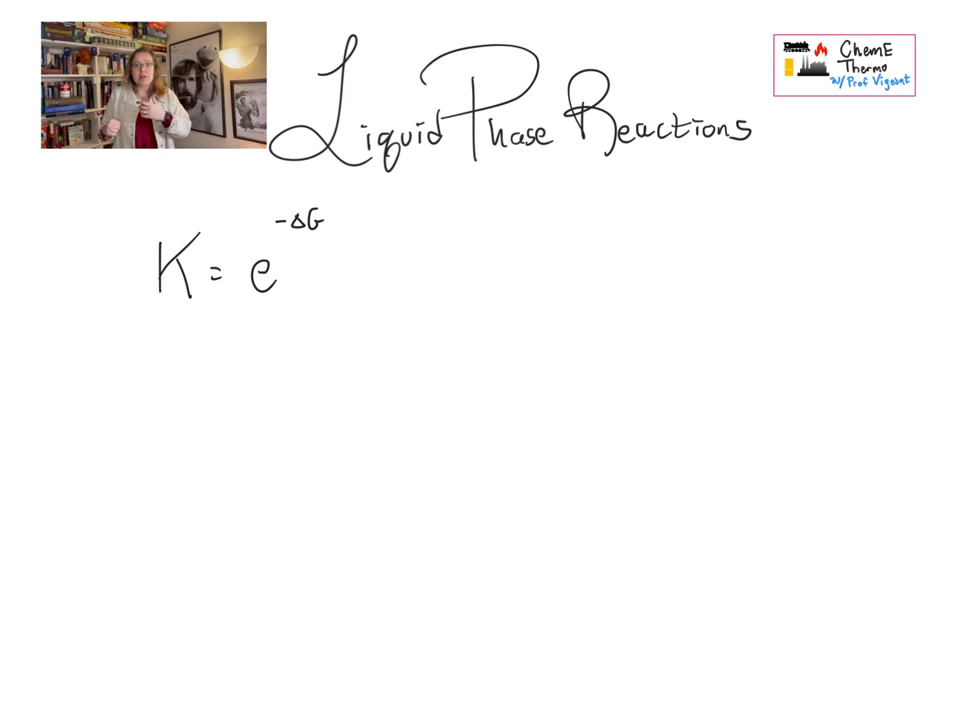 Liquid Phase Reactions
ChemE
Thermo
w/ Prof Vigeant
K = e^-ΔG